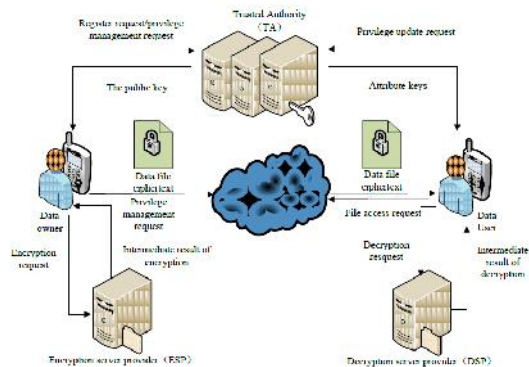 Trusted Authority
(TA)
Register request/privilege
management request
Privilege update request
The public key
Attribute keys
Data file
ciphertext
Data file
ciphertext
Privilege
management
request
File access request
Data
owner
Data
User
Encryption
request
Intermediate result of
encryption
Decryption
request
Intermediate
result of
decryption
Encryption server provider (ESP)
Decryption server provider (DSP)